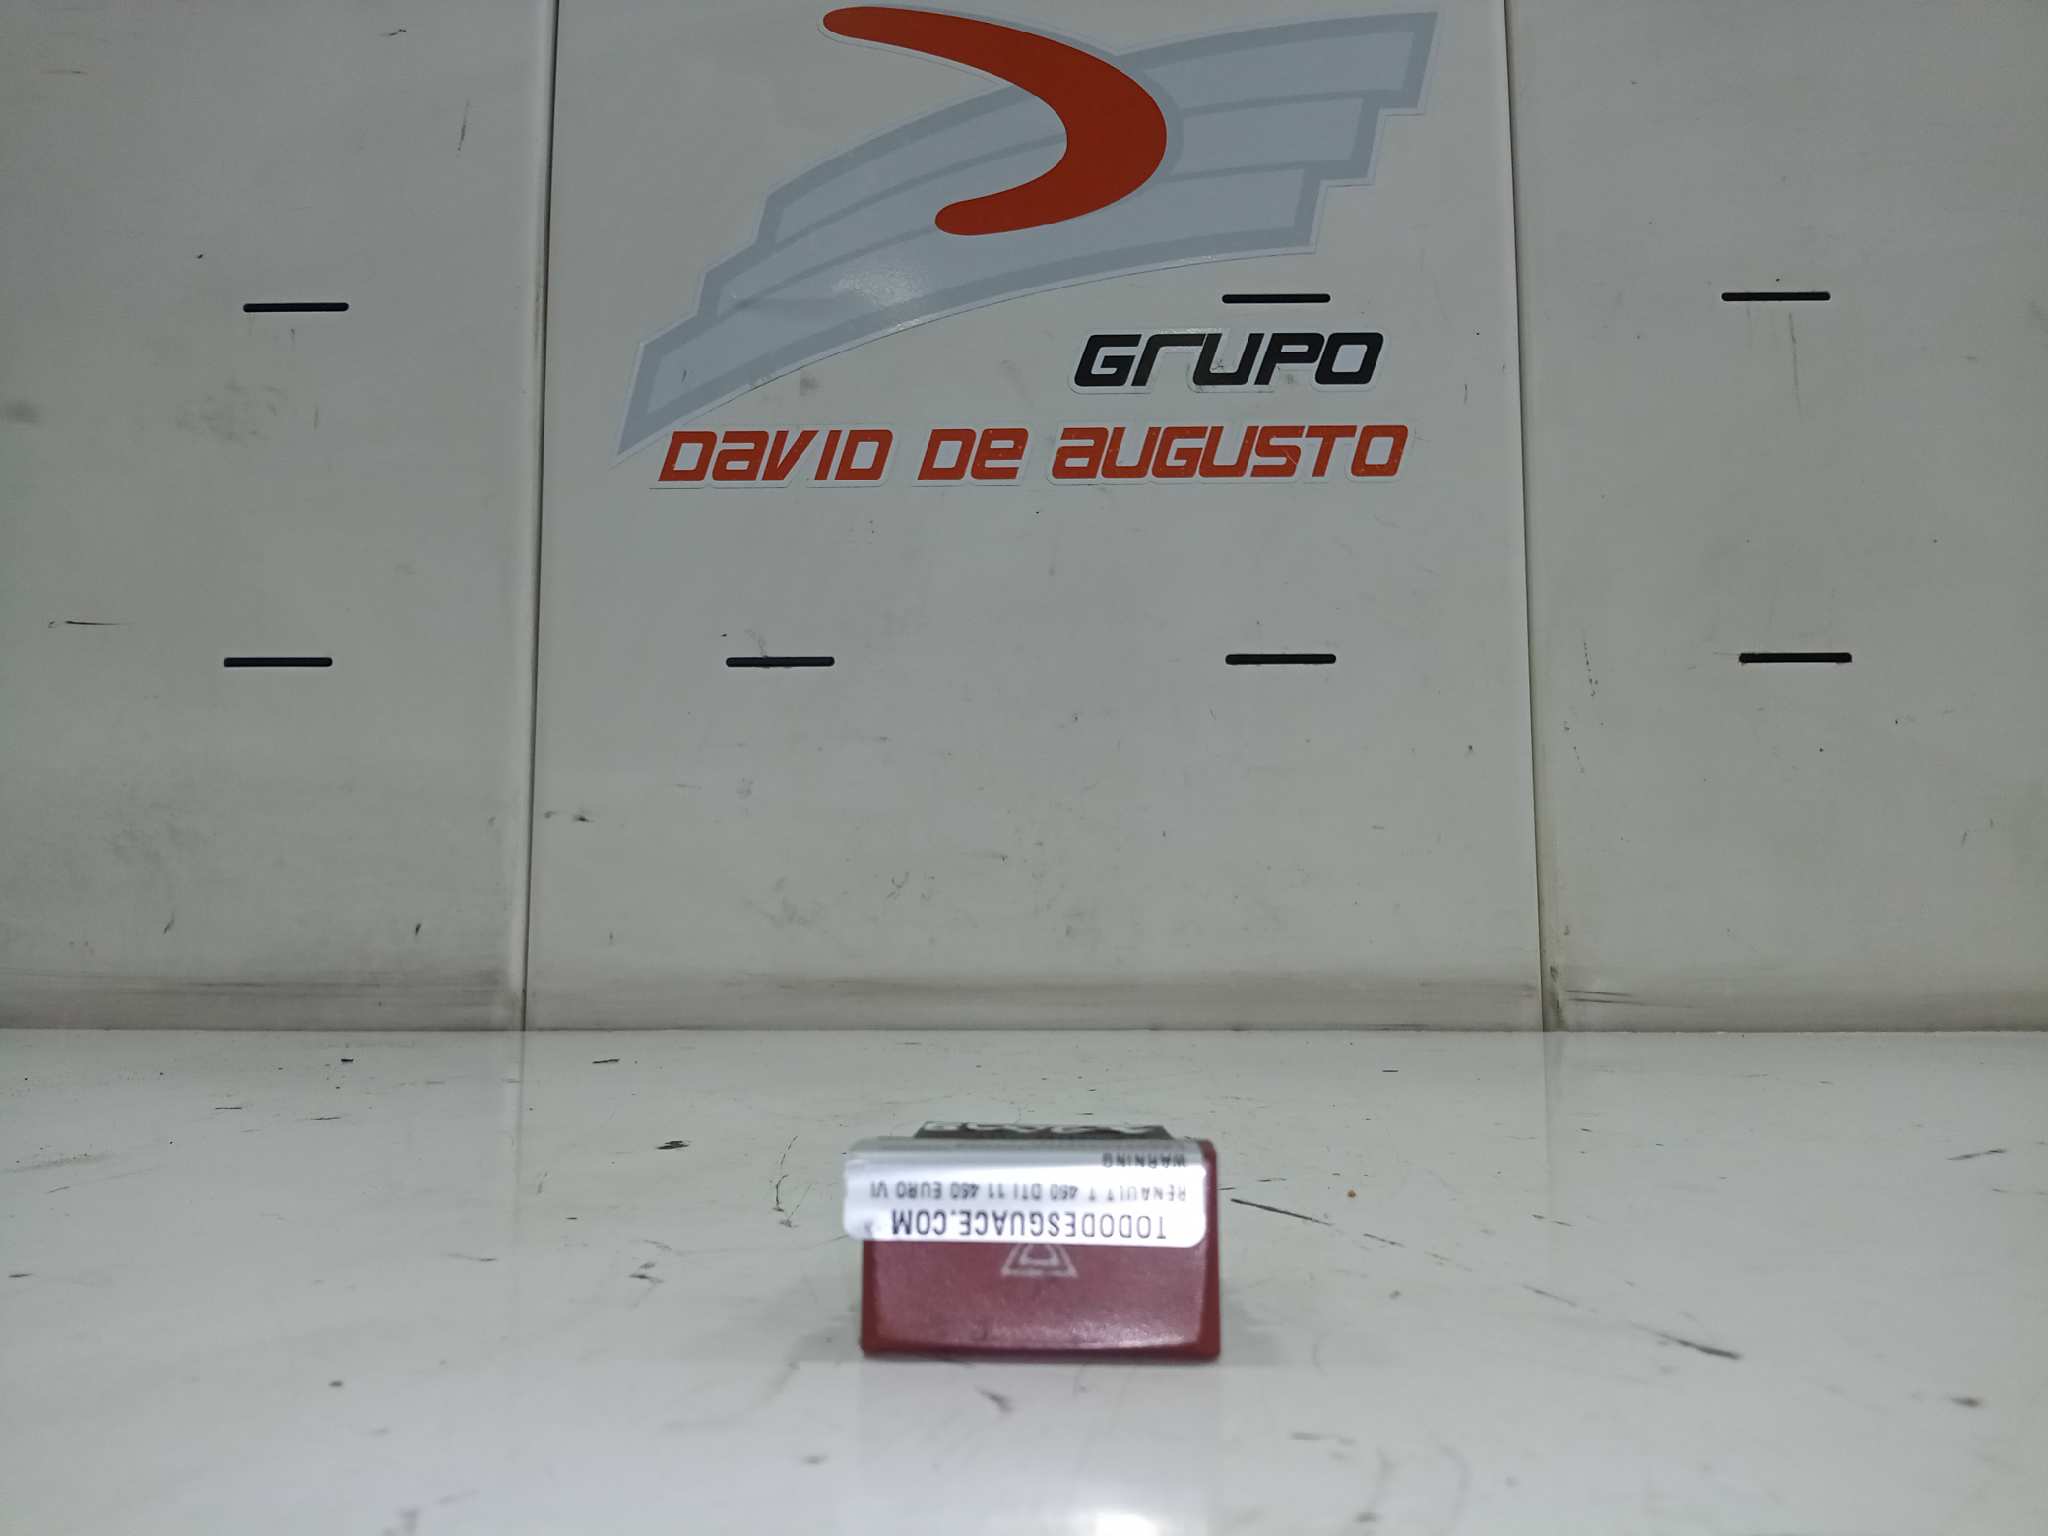 GRUPO
DAVID DE AUGUSTO
TODODESGUACE.COM
RENAULT T 460 DTI 11 460 EURO VI
WARNING